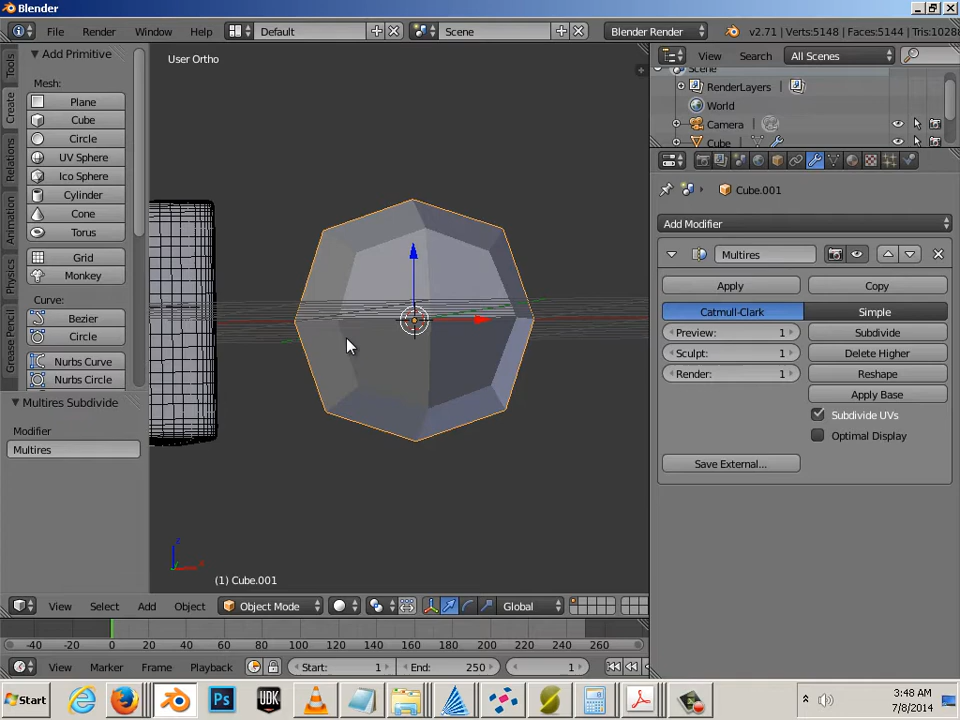 Blender
File Render Window Help Default Scene Blender Render v2.71 | Verts:5148 | Faces:5144 | Tris:1028
Tools
Create
Relations
Animation
Physics
Grease Pencil
Add Primitive
Mesh:
Plane
Cube
Circle
UV Sphere
Ico Sphere
Cylinder
Cone
Torus
Grid
Monkey
Curve:
Bezier
Circle
Nurbs Curve
Nurbs Circle
Multires Subdivide
Modifier
Multires
User Ortho
(1) Cube.001
z
x
View Select Add Object Object Mode Global
-40 -20 0 20 40 60 80 100 120 140 160 180 200 220 240 260
View Marker Frame Playback Start: 1 End: 250 1
View Search All Scenes
Scene
RenderLayers
World
Camera
Cube
Cube.001
Add Modifier
Multires
Apply Copy
Catmull-Clark Simple
Preview: 1 Subdivide
Sculpt: 1 Delete Higher
Render: 1 Reshape
Apply Base
Subdivide UVs
Optimal Display
Save External...
Start Ps UDK 3:48 AM
7/8/2014